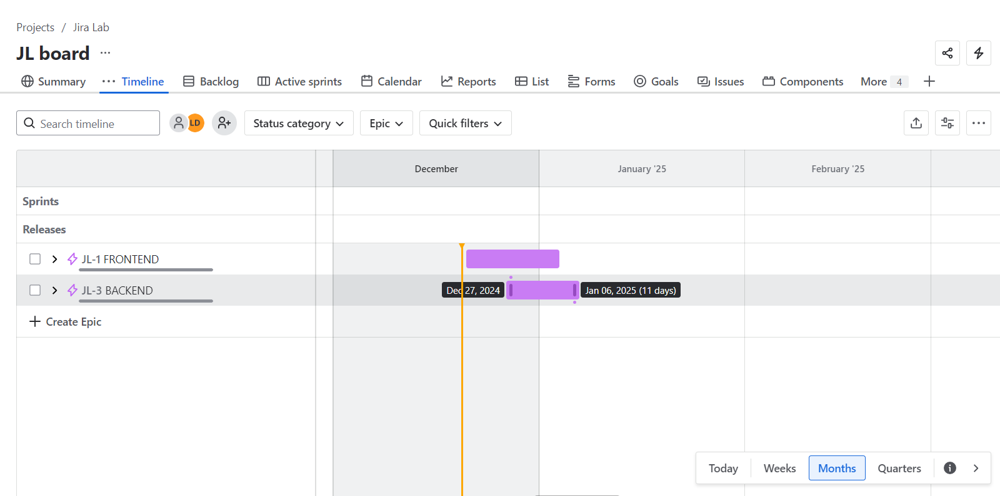 Projects / Jira Lab
JL board ...
Summary ... Timeline Backlog Active sprints Calendar Reports List Forms Goals Issues Components More 4
Search timeline LD Status category Epic Quick filters
December January '25 February '25
Sprints
Releases
JL-1 FRONTEND
JL-3 BACKEND Dec 27, 2024 Jan 06, 2025 (11 days)
Create Epic
Today Weeks Months Quarters